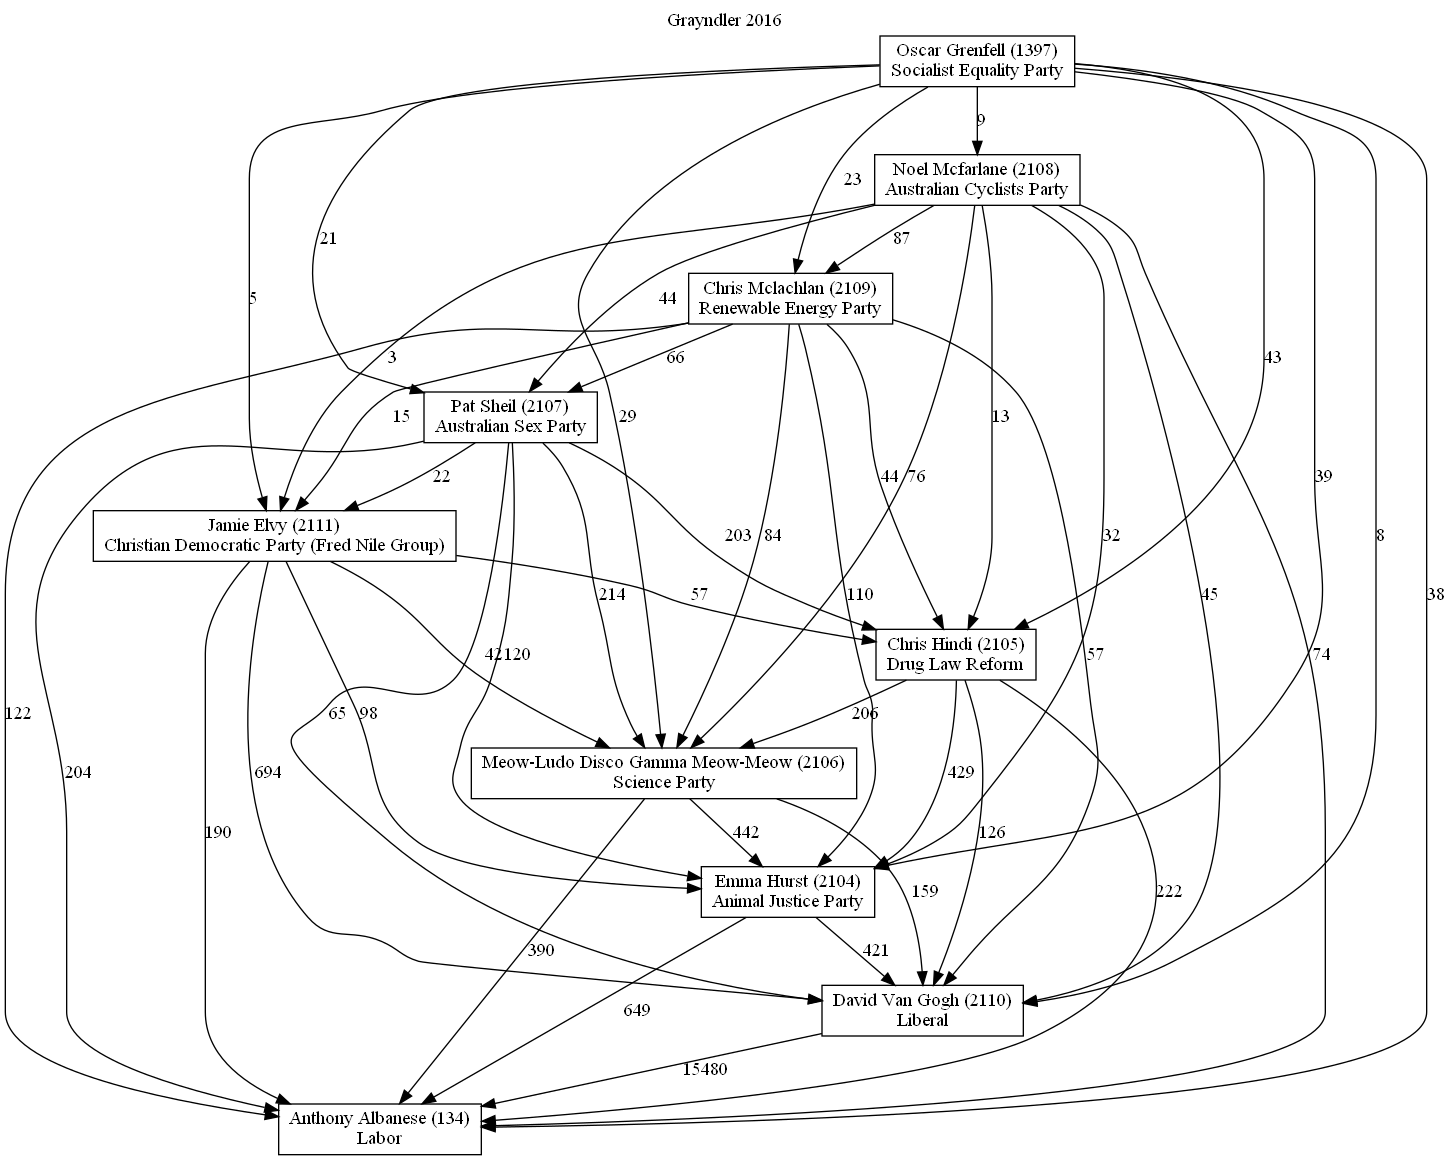 Grayndler 2016
Oscar Grenfell (1397)
Socialist Equality Party
9
Noel Mcfarlane (2108)
Australian Cyclists Party
23
21
87
Chris Mclachlan (2109)
Renewable Energy Party
5
44
3
66
43
Pat Sheil (2107)
Australian Sex Party
15
29
13
22
44
76
39
Jamie Elvy (2111)
Christian Democratic Party (Fred Nile Group)
203
84
32
8
57
214
110
45
38
Chris Hindi (2105)
Drug Law Reform
42
120
57
74
122
65
98
206
Meow-Ludo Disco Gamma Meow-Meow (2106)
Science Party
204
694
429
190
442
126
Emma Hurst (2104)
Animal Justice Party
159
222
390
421
David Van Gogh (2110)
Liberal
649
15480
Anthony Albanese (134)
Labor